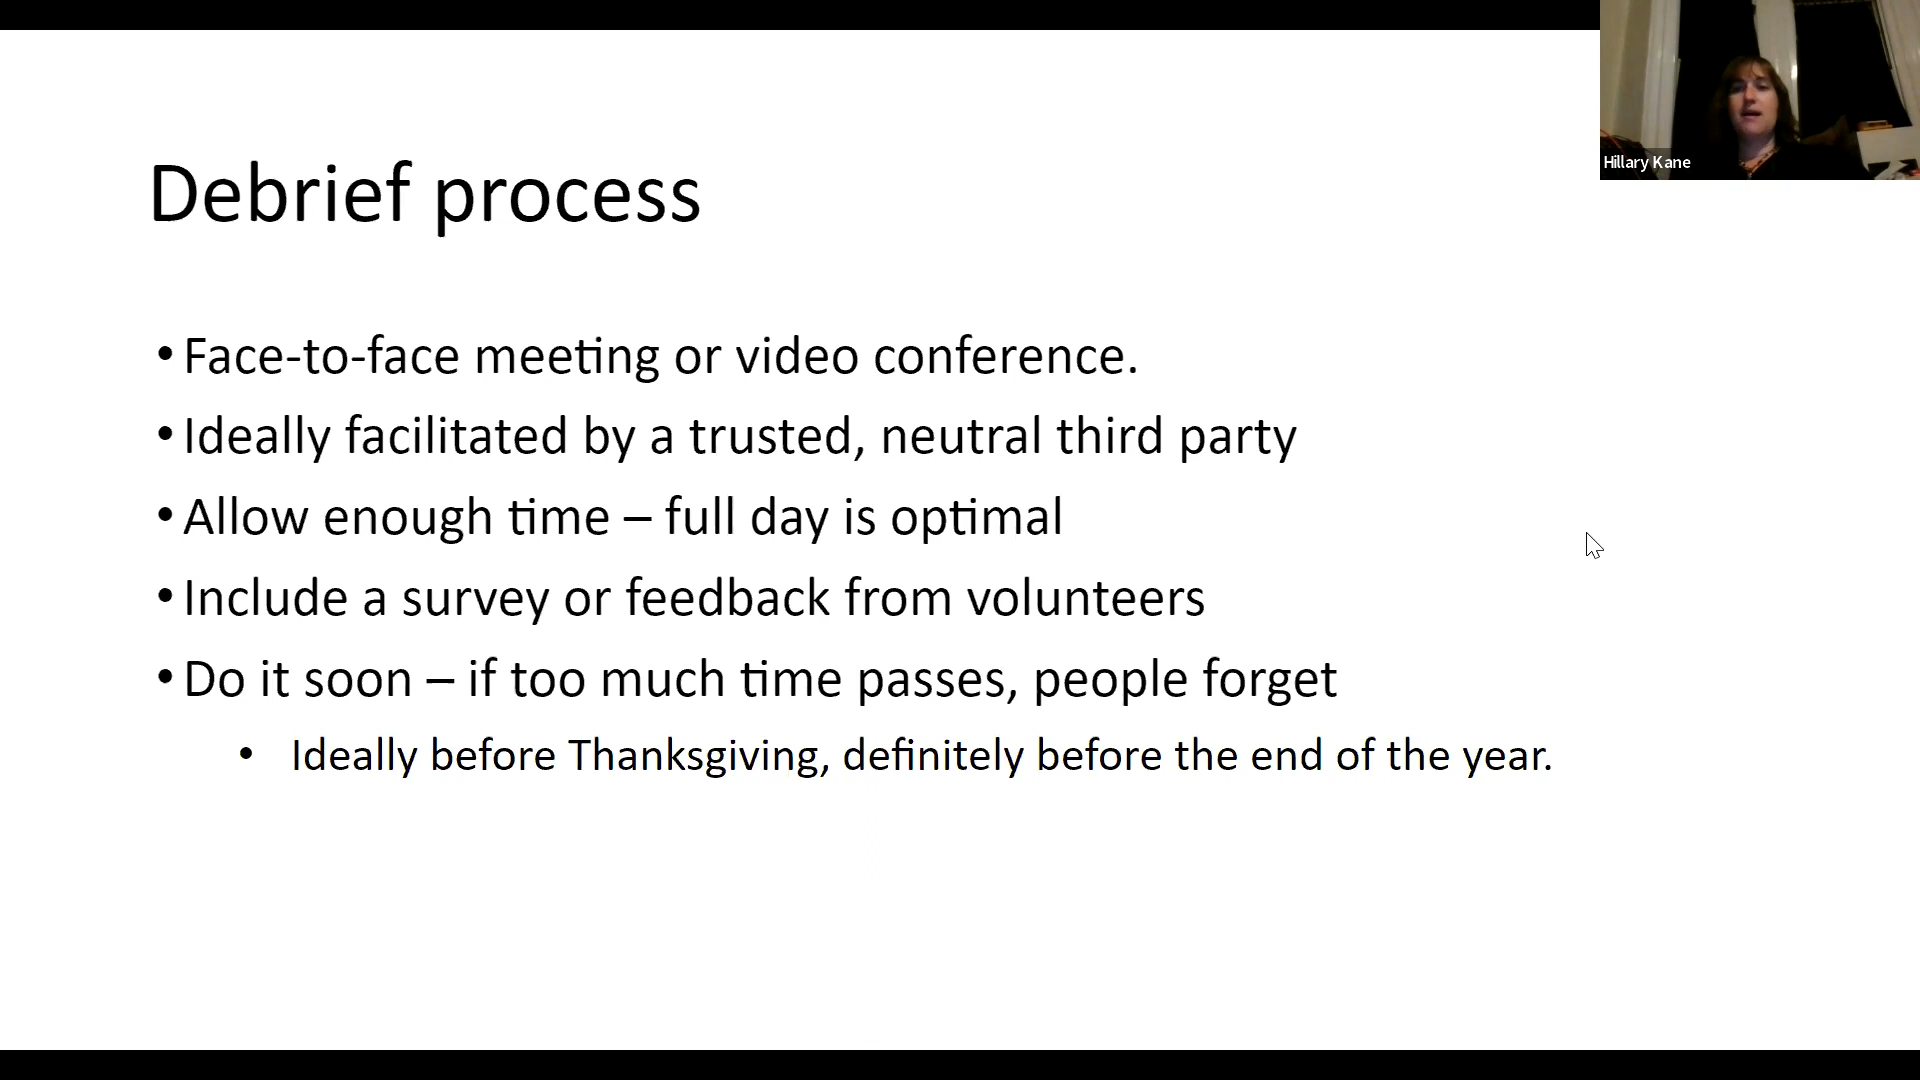 Hillary Kane
Debrief process
• Face-to-face meeting or video conference.
• Ideally facilitated by a trusted, neutral third party
• Allow enough time – full day is optimal
• Include a survey or feedback from volunteers
• Do it soon – if too much time passes, people forget
• Ideally before Thanksgiving, definitely before the end of the year.